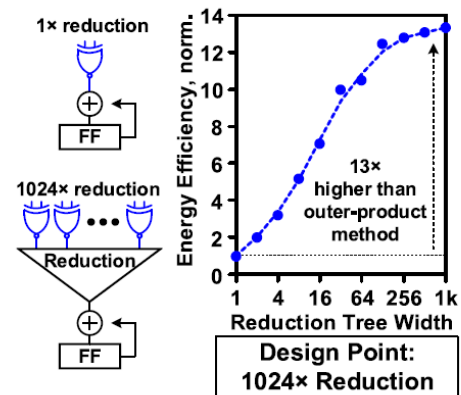 1× reduction
+
FF
1024× reduction
Reduction
+
FF
Energy Efficiency, norm.
14
12
10
8
6
4
2
0
13×
higher than
outer-product
method
1 4 16 64 256 1k
Reduction Tree Width
Design Point:
1024× Reduction